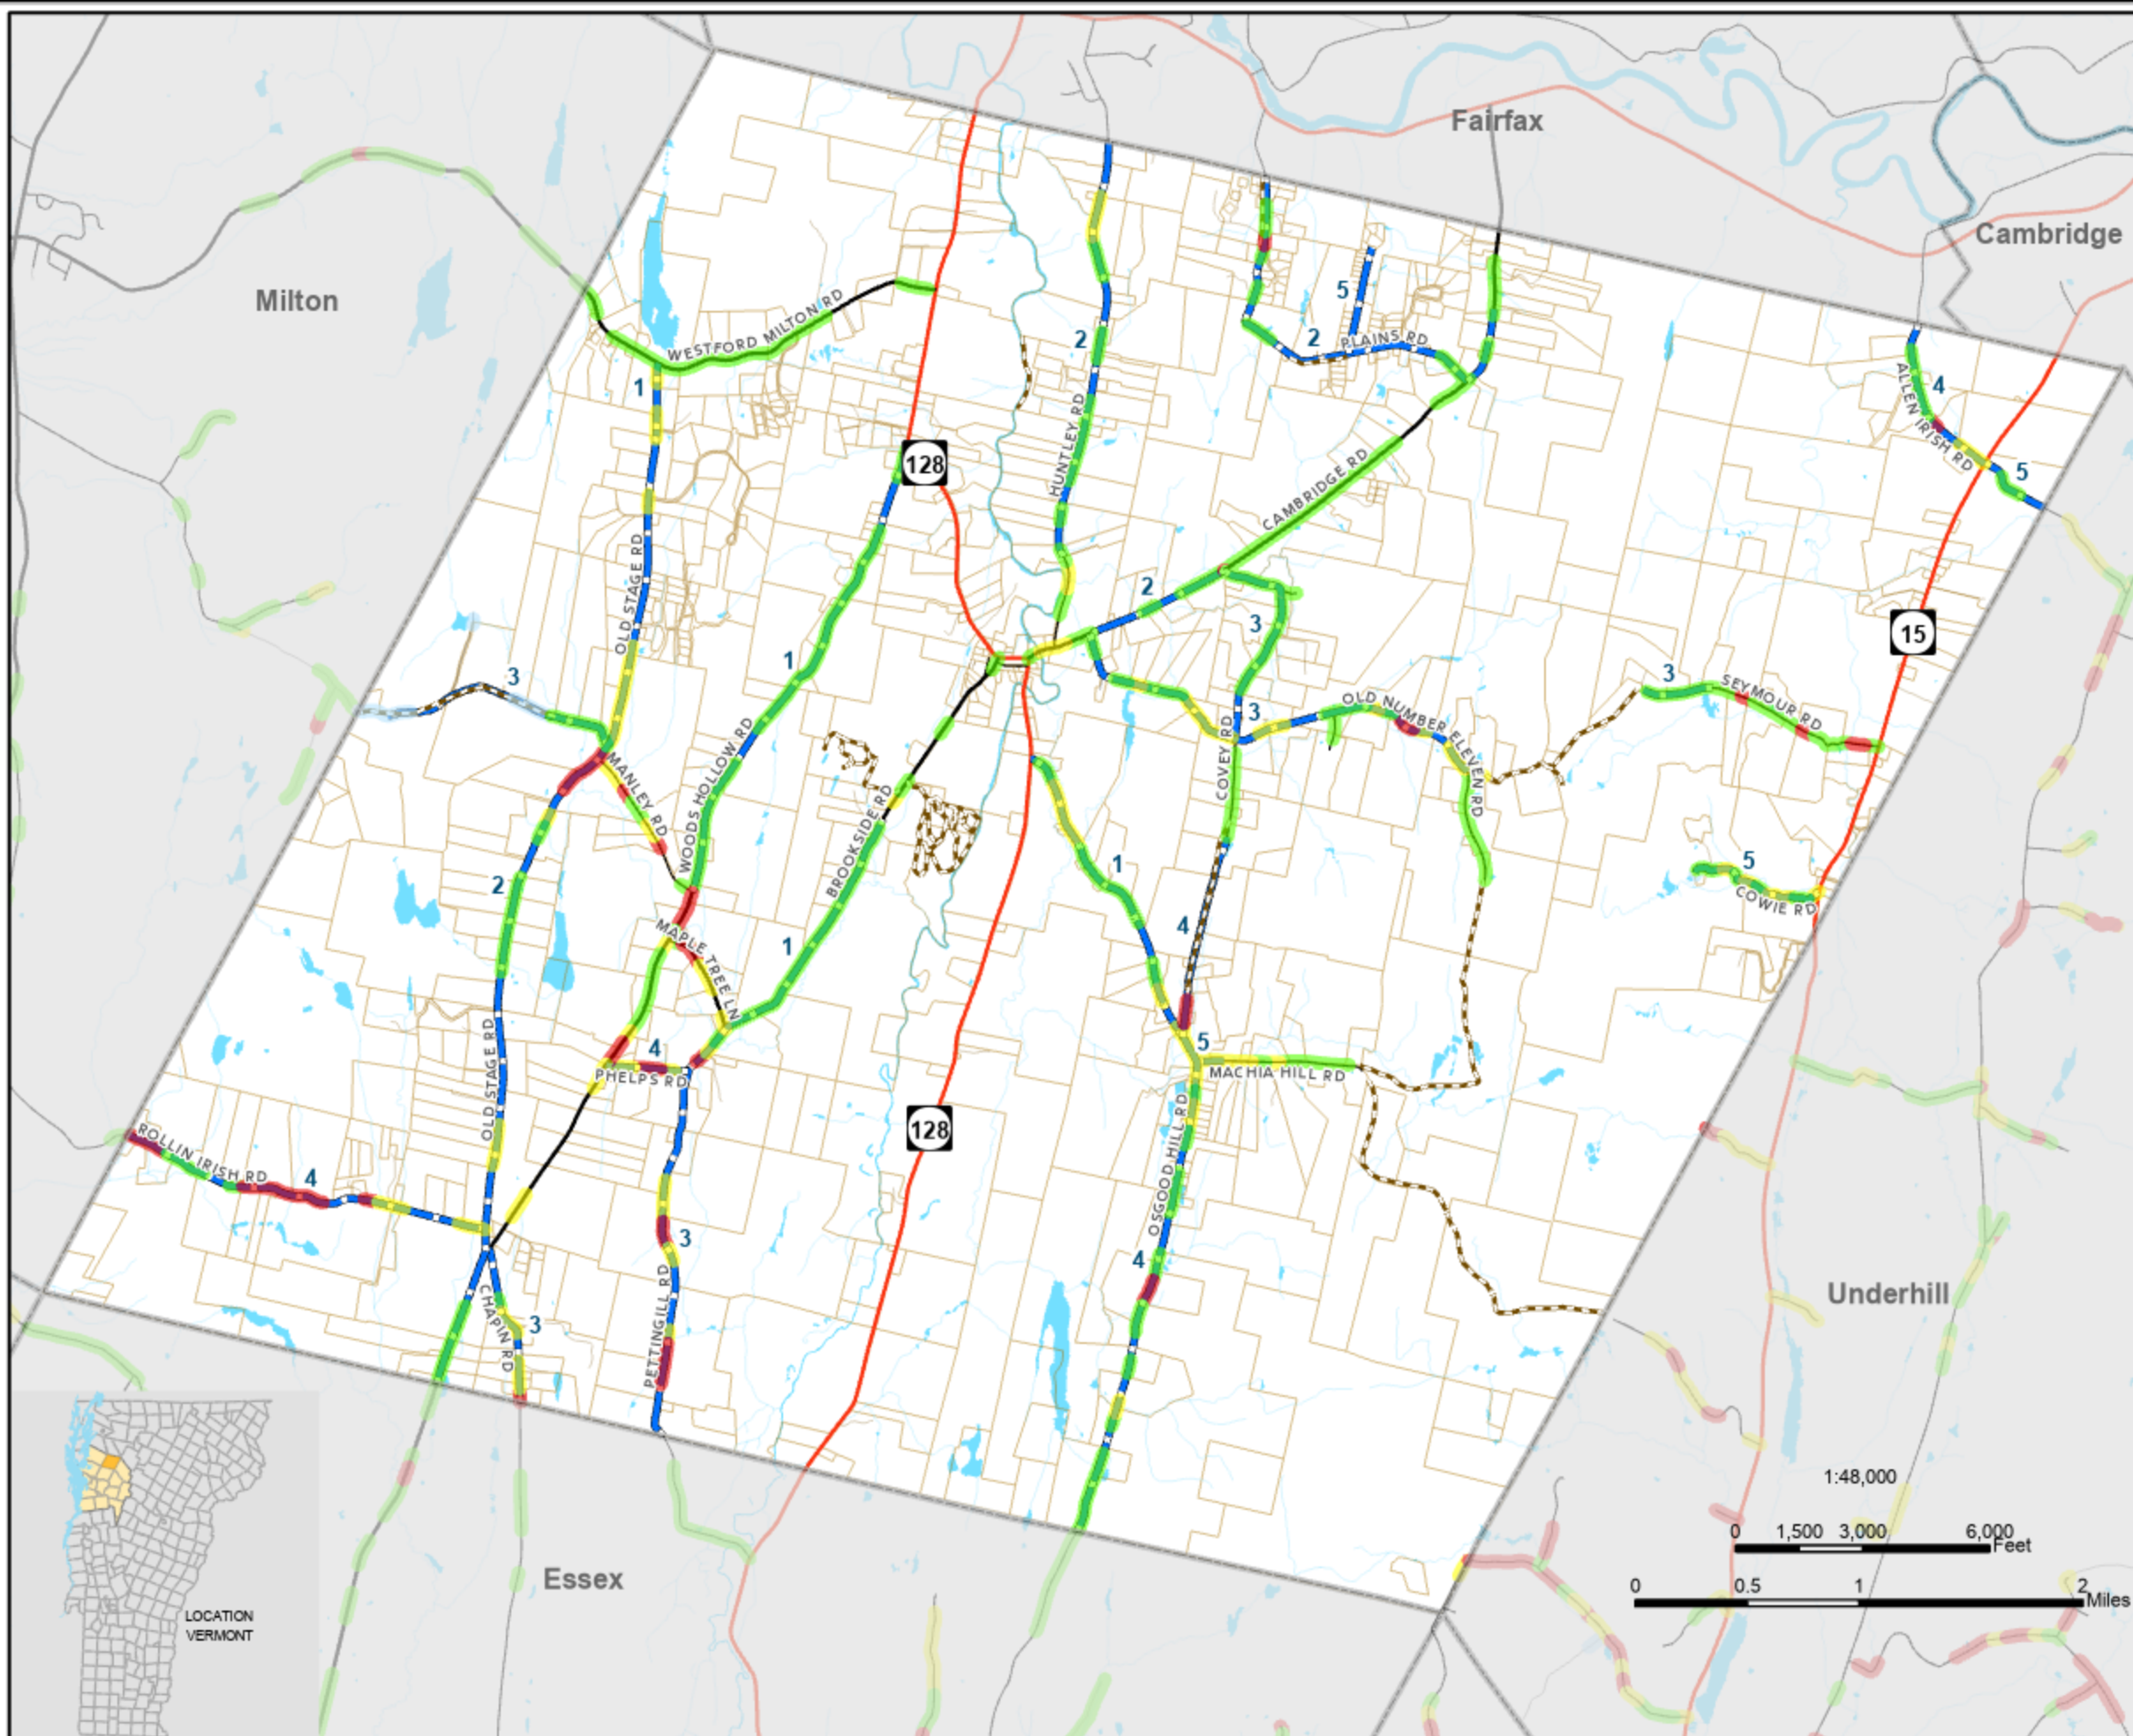 Fairfax
Cambridge
Milton
5
WESTFORD MILTON RD
2
2
PLAINS RD
1
4
ALLEN IRISH RD
HUNTLEY RD
128
CAMBRIDGE RD
5
OLD STAGE RD
2
3
15
1
3
3
SEYMOUR RD
OLD NUMBER ELEVEN RD
3
COVEY RD
MANLEY RD
WOODS HOLLOW RD
BROOKSIDE RD
2
1
5
COWIE RD
4
MAPLE TREE LN
1
OLD STAGE RD
4
PHELPS RD
5
MACHIA HILL RD
128
ROLLIN IRISH RD
4
OSGOOD HILL RD
3
4
Underhill
CHAPIN RD
3
PETTINGILL RD
1:48,000
0 1,500 3,000 6,000
Feet
Essex
0 0.5 1 2
Miles
LOCATION
VERMONT